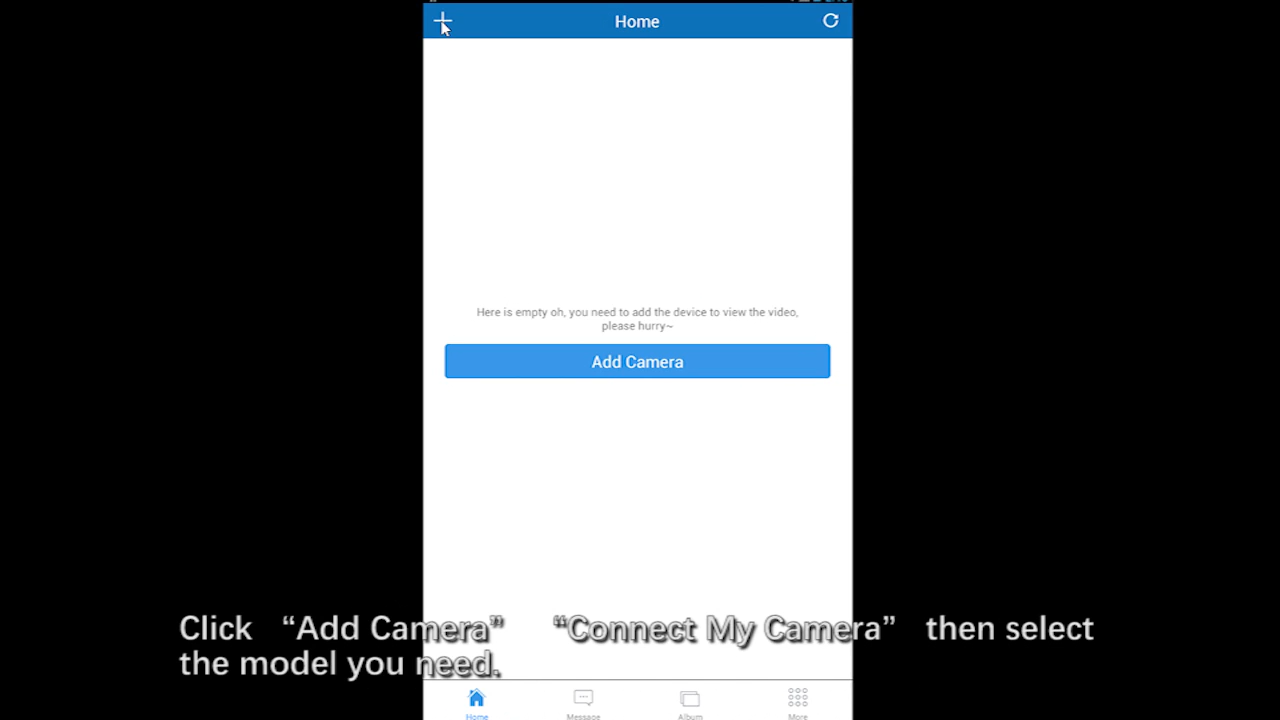 Home
Here is empty oh, you need to add the device to view the video,
please hurry~
Add Camera
Click “Add Camera” “Connect My Camera” then select
the model you need.
Home Message Album More